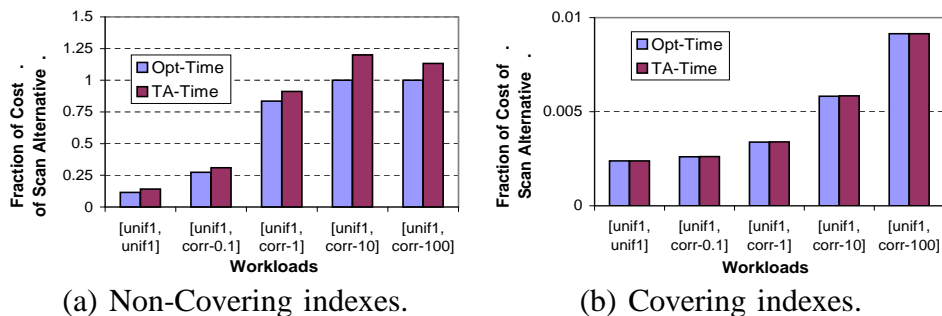 Fraction of Cost .
of Scan Alternative .
1.5
1.25
1
0.75
0.5
0.25
0
Opt-Time
TA-Time
[unif1, unif1]
[unif1, corr-0.1]
[unif1, corr-1]
[unif1, corr-10]
[unif1, corr-100]
Workloads
(a) Non-Covering indexes.
Fraction of Cost of .
Scan Alternative .
0.01
0.005
0
Opt-Time
TA-Time
[unif1, unif1]
[unif1, corr-0.1]
[unif1, corr-1]
[unif1, corr-10]
[unif1, corr-100]
Workloads
(b) Covering indexes.